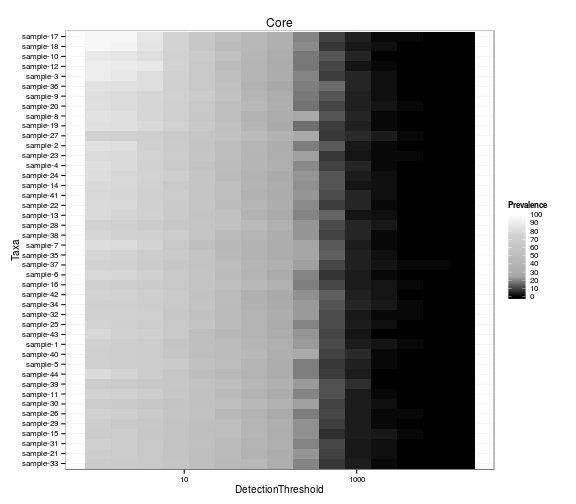 Core
sample-17
sample-18
sample-10
sample-12
sample-3
sample-36
sample-9
sample-20
sample-8
sample-19
sample-27
sample-2
sample-23
sample-4
sample-24
sample-14
sample-41
sample-22
sample-13
sample-28
sample-38
sample-7
sample-35
sample-37
sample-6
sample-16
sample-42
sample-34
sample-32
sample-25
sample-43
sample-1
sample-40
sample-5
sample-44
sample-39
sample-11
sample-30
sample-26
sample-29
sample-15
sample-31
sample-21
sample-33
Taxa
10
1000
DetectionThreshold
Prevalence
100
90
80
70
60
50
40
30
20
10
0